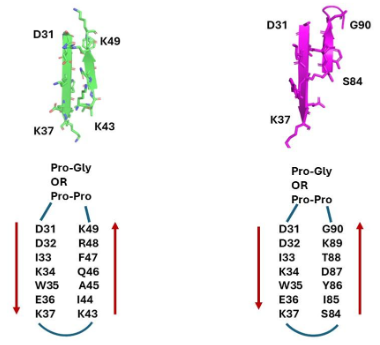 D31 K49
K37 K43
Pro-Gly
OR
Pro-Pro
D31 K49
D32 R48
I33 F47
K34 Q46
W35 A45
E36 I44
K37 K43
D31 G90
S84
K37
Pro-Gly
OR
Pro-Pro
D31 G90
D32 K89
I33 T88
K34 D87
W35 Y86
E36 I85
K37 S84